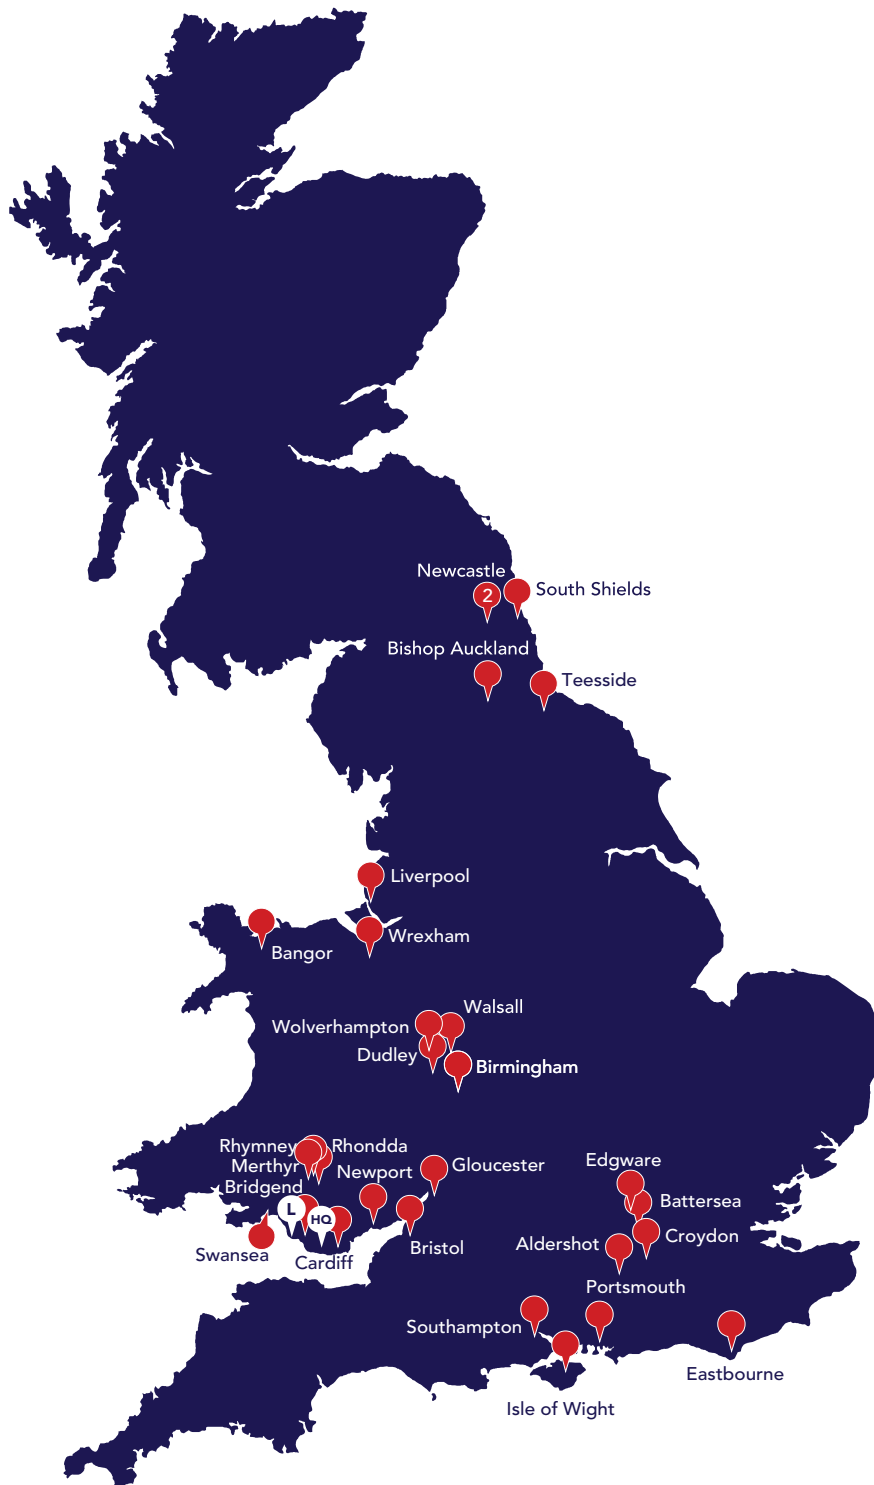 Newcastle
2
South Shields
Bishop Auckland
Teesside
Liverpool
Wrexham
Bangor
Walsall
Wolverhampton
Dudley
Birmingham
Rhymney
Rhondda
Merthyr
Newport
Bridgend
Gloucester
Edgware
Battersea
L
HQ
Swansea
Cardiff
Bristol
Aldershot
Croydon
Portsmouth
Southampton
Eastbourne
Isle of Wight